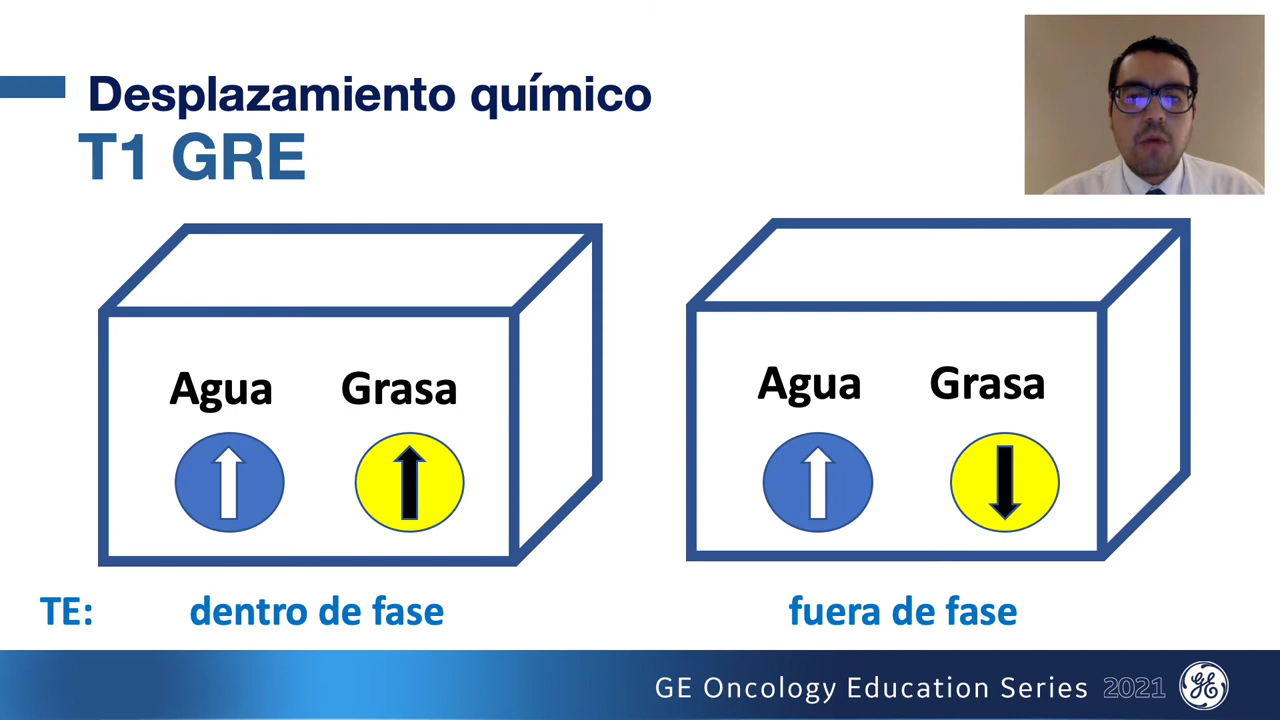 Desplazamiento químico
T1 GRE
Agua Grasa
Agua Grasa
TE: dentro de fase fuera de fase
GE Oncology Education Series 2021
GE